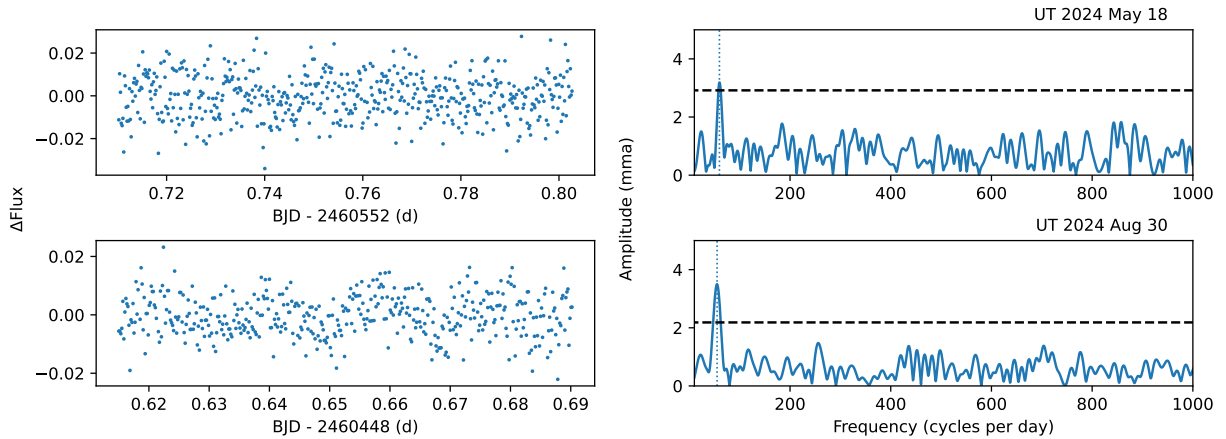 UT 2024 May 18
0.02
0.00
−0.02
0.72 0.74 0.76 0.78 0.80
BJD - 2460552 (d)
4
2
0
200 400 600 800 1000
ΔFlux
Amplitude (mma)
UT 2024 Aug 30
0.02
0.00
−0.02
0.62 0.63 0.64 0.65 0.66 0.67 0.68 0.69
BJD - 2460448 (d)
4
2
0
200 400 600 800 1000
Frequency (cycles per day)